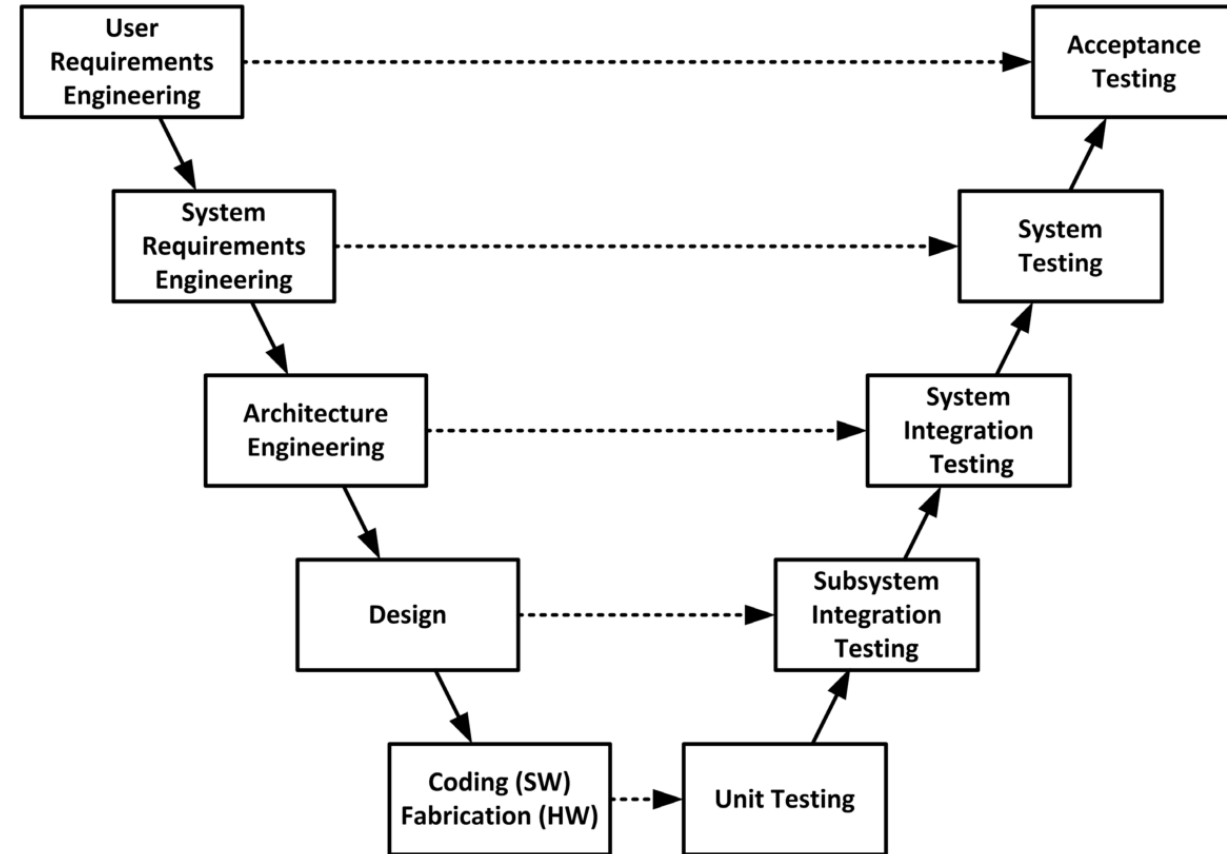 User
Requirements
Engineering
Acceptance
Testing
System
Requirements
Engineering
System
Testing
Architecture
Engineering
System
Integration
Testing
Design
Subsystem
Integration
Testing
Coding (SW)
Fabrication (HW)
Unit Testing